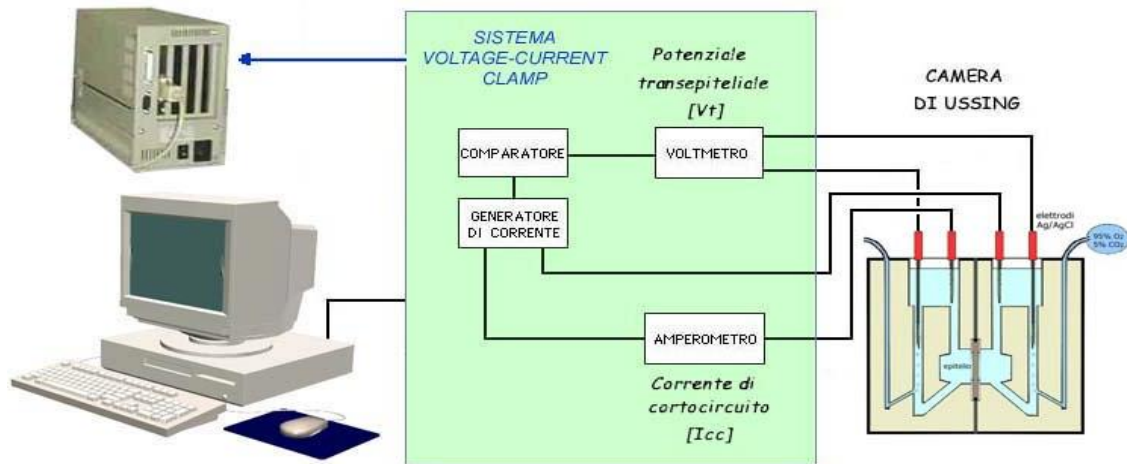 SISTEMA
VOLTAGE-CURRENT
CLAMP
Potenziale
transepiteliale
[Vt]
CAMERA
DI USSING
COMPARATORE
VOLTMETRO
GENERATORE
DI CORRENTE
elettrodi
Ag/AgCl
95% O2
5% CO2
AMPEROMETRO
epitelio
Corrente di
cortocircuito
[Icc]